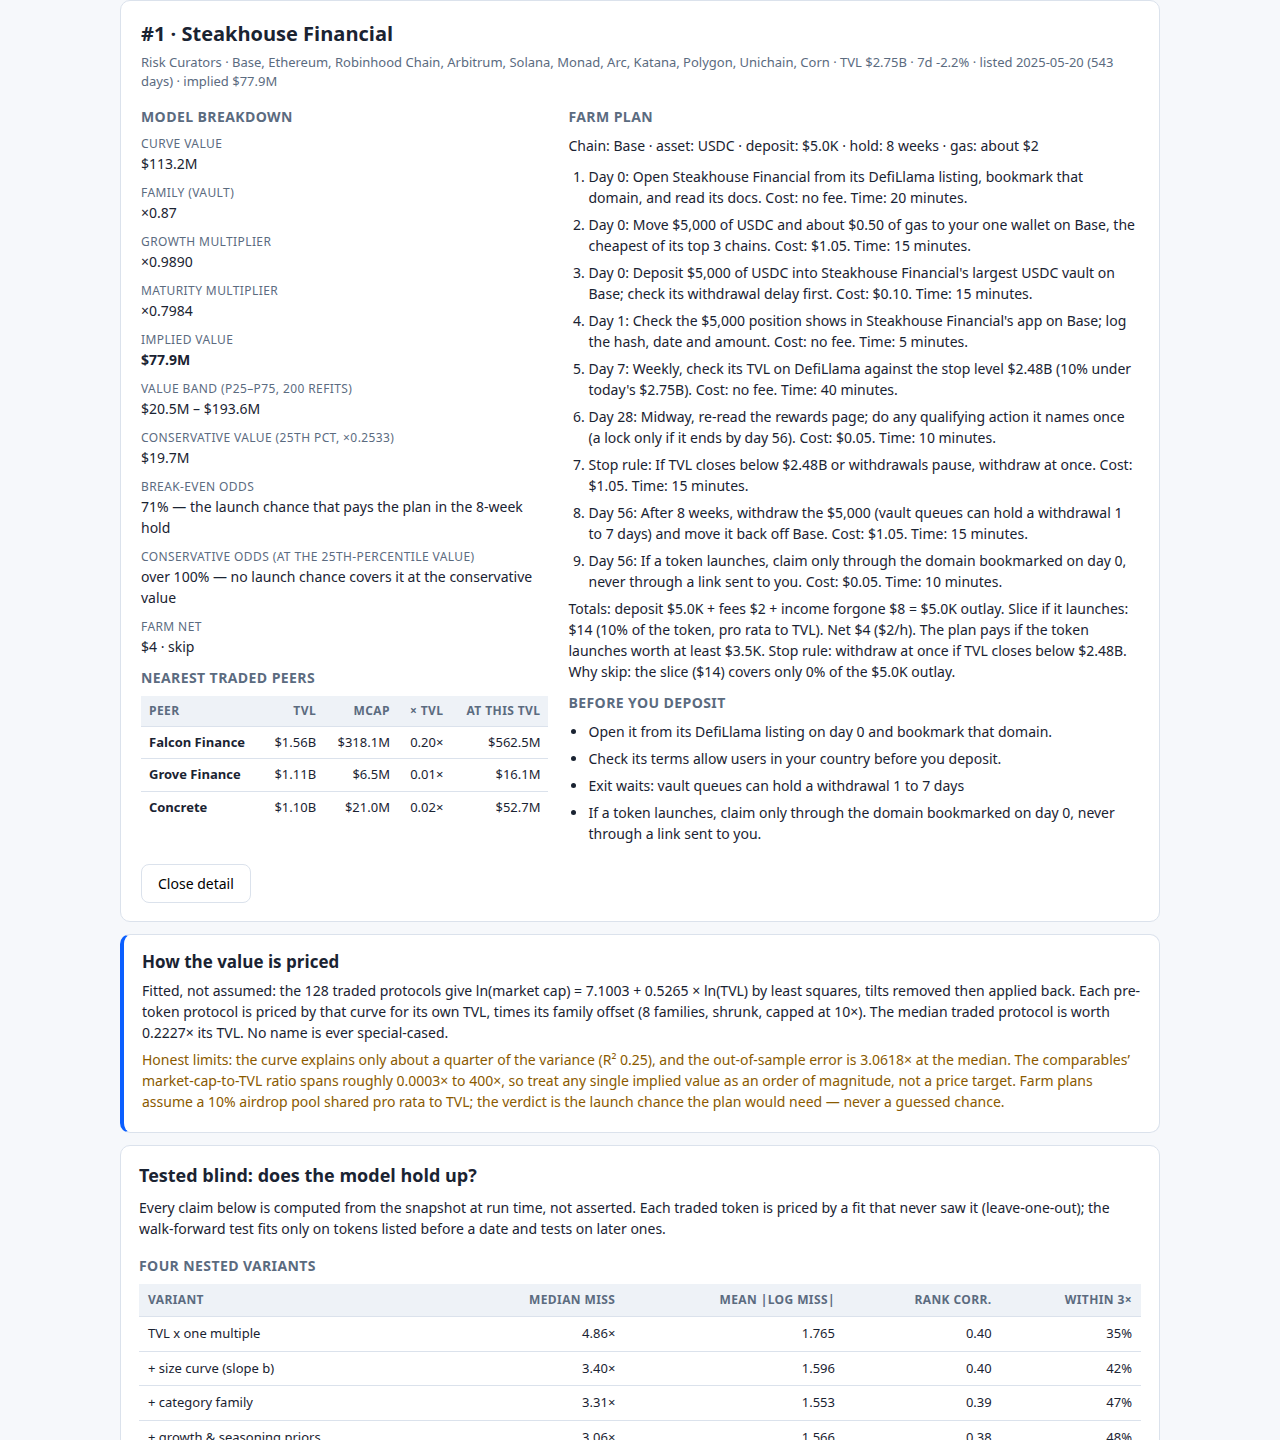 #1 · Steakhouse Financial
Risk Curators · Base, Ethereum, Robinhood Chain, Arbitrum, Solana, Monad, Arc, Katana, Polygon, Unichain, Corn · TVL $2.75B · 7d -2.2% · listed 2025-05-20 (543
days) · implied $77.9M
MODEL BREAKDOWN
CURVE VALUE
$113.2M
FAMILY (VAULT)
×0.87
GROWTH MULTIPLIER
×0.9890
MATURITY MULTIPLIER
×0.7984
IMPLIED VALUE
$77.9M
VALUE BAND (P25–P75, 200 REFITS)
$20.5M – $193.6M
CONSERVATIVE VALUE (25TH PCT, ×0.2533)
$19.7M
BREAK-EVEN ODDS
71% — the launch chance that pays the plan in the 8-week
hold
CONSERVATIVE ODDS (AT THE 25TH-PERCENTILE VALUE)
over 100% — no launch chance covers it at the conservative
value
FARM NET
$4 · skip
NEAREST TRADED PEERS
PEER TVL MCAP × TVL AT THIS TVL
Falcon Finance $1.56B $318.1M 0.20× $562.5M
Grove Finance $1.11B $6.5M 0.01× $16.1M
Concrete $1.10B $21.0M 0.02× $52.7M
FARM PLAN
Chain: Base · asset: USDC · deposit: $5.0K · hold: 8 weeks · gas: about $2
1. Day 0: Open Steakhouse Financial from its DefiLlama listing, bookmark that
domain, and read its docs. Cost: no fee. Time: 20 minutes.
2. Day 0: Move $5,000 of USDC and about $0.50 of gas to your one wallet on Base, the
cheapest of its top 3 chains. Cost: $1.05. Time: 15 minutes.
3. Day 0: Deposit $5,000 of USDC into Steakhouse Financial's largest USDC vault on
Base; check its withdrawal delay first. Cost: $0.10. Time: 15 minutes.
4. Day 1: Check the $5,000 position shows in Steakhouse Financial's app on Base; log
the hash, date and amount. Cost: no fee. Time: 5 minutes.
5. Day 7: Weekly, check its TVL on DefiLlama against the stop level $2.48B (10% under
today's $2.75B). Cost: no fee. Time: 40 minutes.
6. Day 28: Midway, re-read the rewards page; do any qualifying action it names once
(a lock only if it ends by day 56). Cost: $0.05. Time: 10 minutes.
7. Stop rule: If TVL closes below $2.48B or withdrawals pause, withdraw at once. Cost:
$1.05. Time: 15 minutes.
8. Day 56: After 8 weeks, withdraw the $5,000 (vault queues can hold a withdrawal 1
to 7 days) and move it back off Base. Cost: $1.05. Time: 15 minutes.
9. Day 56: If a token launches, claim only through the domain bookmarked on day 0,
never through a link sent to you. Cost: $0.05. Time: 10 minutes.
Totals: deposit $5.0K + fees $2 + income forgone $8 = $5.0K outlay. Slice if it launches:
$14 (10% of the token, pro rata to TVL). Net $4 ($2/h). The plan pays if the token
launches worth at least $3.5K. Stop rule: withdraw at once if TVL closes below $2.48B.
Why skip: the slice ($14) covers only 0% of the $5.0K outlay.
BEFORE YOU DEPOSIT
• Open it from its DefiLlama listing on day 0 and bookmark that domain.
• Check its terms allow users in your country before you deposit.
• Exit waits: vault queues can hold a withdrawal 1 to 7 days
• If a token launches, claim only through the domain bookmarked on day 0, never
through a link sent to you.
Close detail
How the value is priced
Fitted, not assumed: the 128 traded protocols give ln(market cap) = 7.1003 + 0.5265 × ln(TVL) by least squares, tilts removed then applied back. Each pre-
token protocol is priced by that curve for its own TVL, times its family offset (8 families, shrunk, capped at 10×). The median traded protocol is worth
0.2227× its TVL. No name is ever special-cased.
Honest limits: the curve explains only about a quarter of the variance (R² 0.25), and the out-of-sample error is 3.0618× at the median. The comparables’
market-cap-to-TVL ratio spans roughly 0.0003× to 400×, so treat any single implied value as an order of magnitude, not a price target. Farm plans
assume a 10% airdrop pool shared pro rata to TVL; the verdict is the launch chance the plan would need — never a guessed chance.
Tested blind: does the model hold up?
Every claim below is computed from the snapshot at run time, not asserted. Each traded token is priced by a fit that never saw it (leave-one-out); the
walk-forward test fits only on tokens listed before a date and tests on later ones.
FOUR NESTED VARIANTS
VARIANT MEDIAN MISS MEAN |LOG MISS| RANK CORR. WITHIN 3×
TVL x one multiple 4.86× 1.765 0.40 35%
+ size curve (slope b) 3.40× 1.596 0.40 42%
+ category family 3.31× 1.553 0.39 47%
+ growth & seasoning priors 3.06× 1.566 0.38 48%